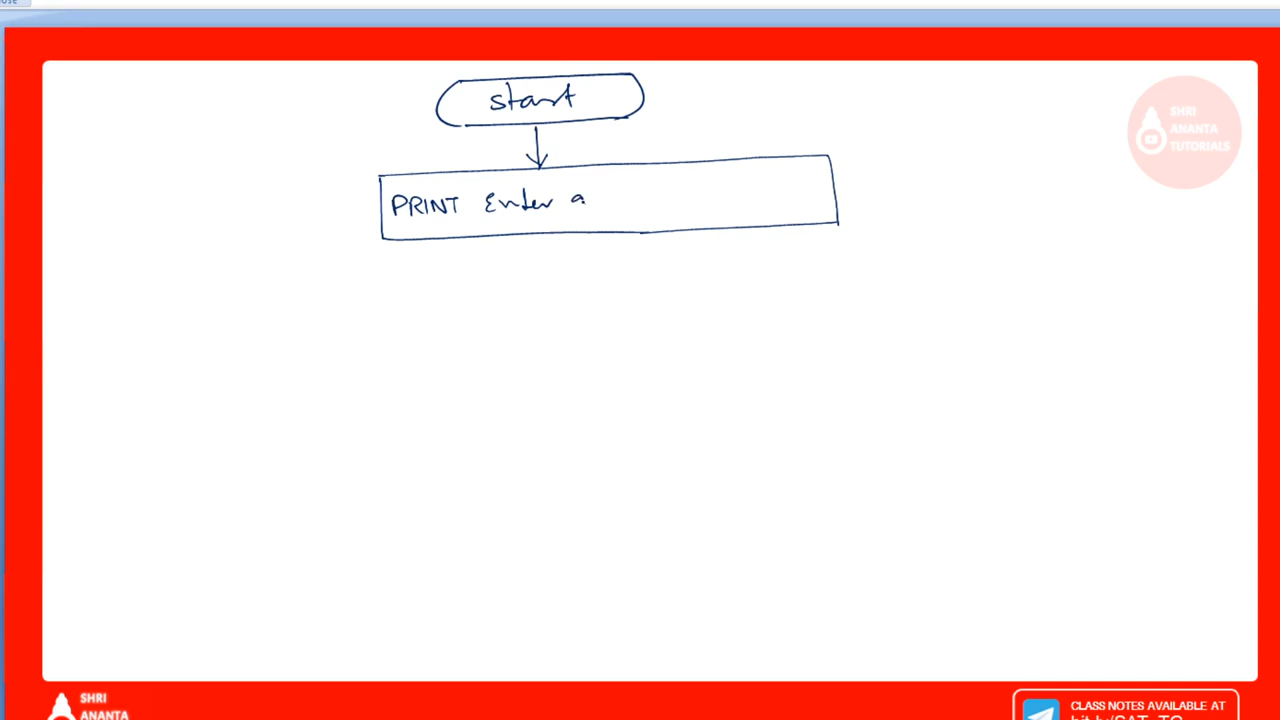 start
SHRI
ANANTA
TUTORIALS
PRINT Enter a
SHRI
ANANTA
CLASS NOTES AVAILABLE AT